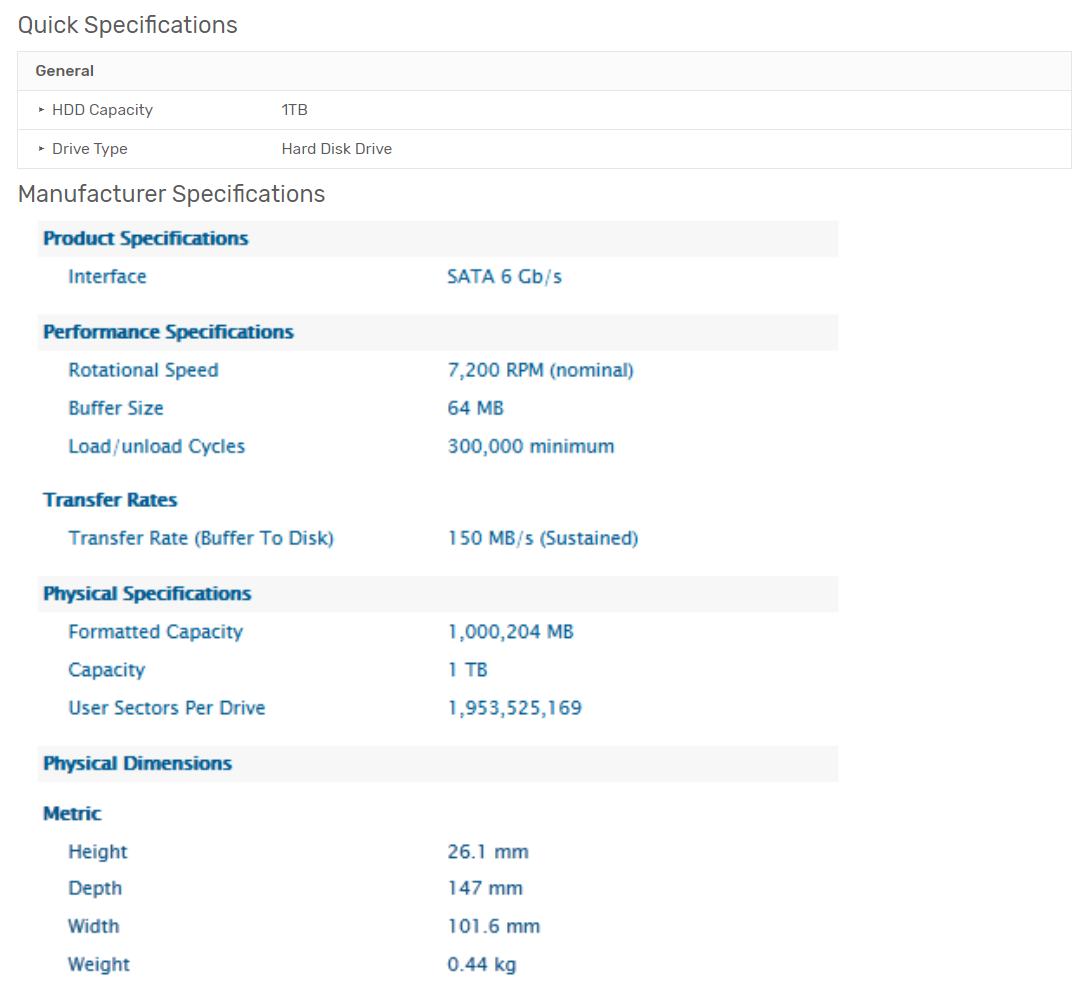 Quick Specifications
General
HDD Capacity 1TB
Drive Type Hard Disk Drive
Manufacturer Specifications
Product Specifications
Interface SATA 6 Gb/s
Performance Specifications
Rotational Speed 7,200 RPM (nominal)
Buffer Size 64 MB
Load/unload Cycles 300,000 minimum
Transfer Rates
Transfer Rate (Buffer To Disk) 150 MB/s (Sustained)
Physical Specifications
Formatted Capacity 1,000,204 MB
Capacity 1 TB
User Sectors Per Drive 1,953,525,169
Physical Dimensions
Metric
Height 26.1 mm
Depth 147 mm
Width 101.6 mm
Weight 0.44 kg